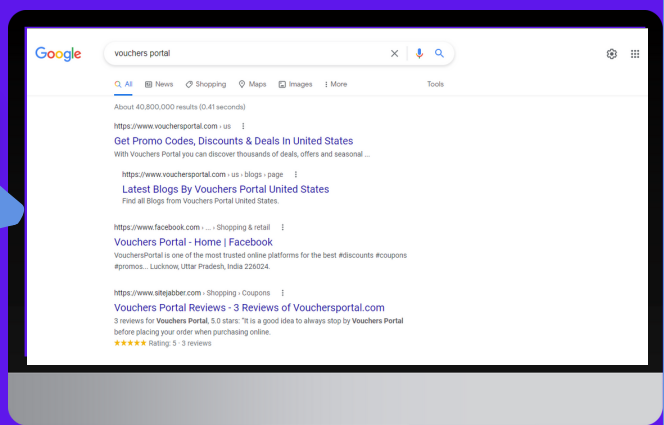 Google
vouchers portal
All News Shopping Maps Images More Tools
About 40,800,000 results (0.41 seconds)
https://www.vouchersportal.com › us
Get Promo Codes, Discounts & Deals In United States
With Vouchers Portal you can discover thousands of deals, offers and seasonal ...
https://www.vouchersportal.com › us › blogs › page
Latest Blogs By Vouchers Portal United States
Find all Blogs from Vouchers Portal United States.
https://www.facebook.com › ... › Shopping & retail
Vouchers Portal - Home | Facebook
VouchersPortal is one of the most trusted online platforms for the best #discounts #coupons
#promos... Lucknow, Uttar Pradesh, India 226024.
https://www.sitejabber.com › Shopping › Coupons
Vouchers Portal Reviews - 3 Reviews of Vouchersportal.com
3 reviews for Vouchers Portal, 5.0 stars: "It is a good idea to always stop by Vouchers Portal
before placing your order when purchasing online.
Rating: 5 · 3 reviews